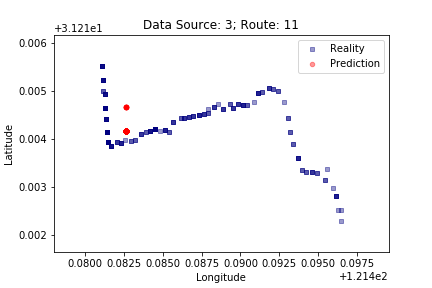 Data Source: 3; Route: 11
+3.121e1
0.006
0.005
0.004
0.003
0.002
Latitude
Reality
Prediction
0.0800 0.0825 0.0850 0.0875 0.0900 0.0925 0.0950 0.0975
Longitude
+1.214e2